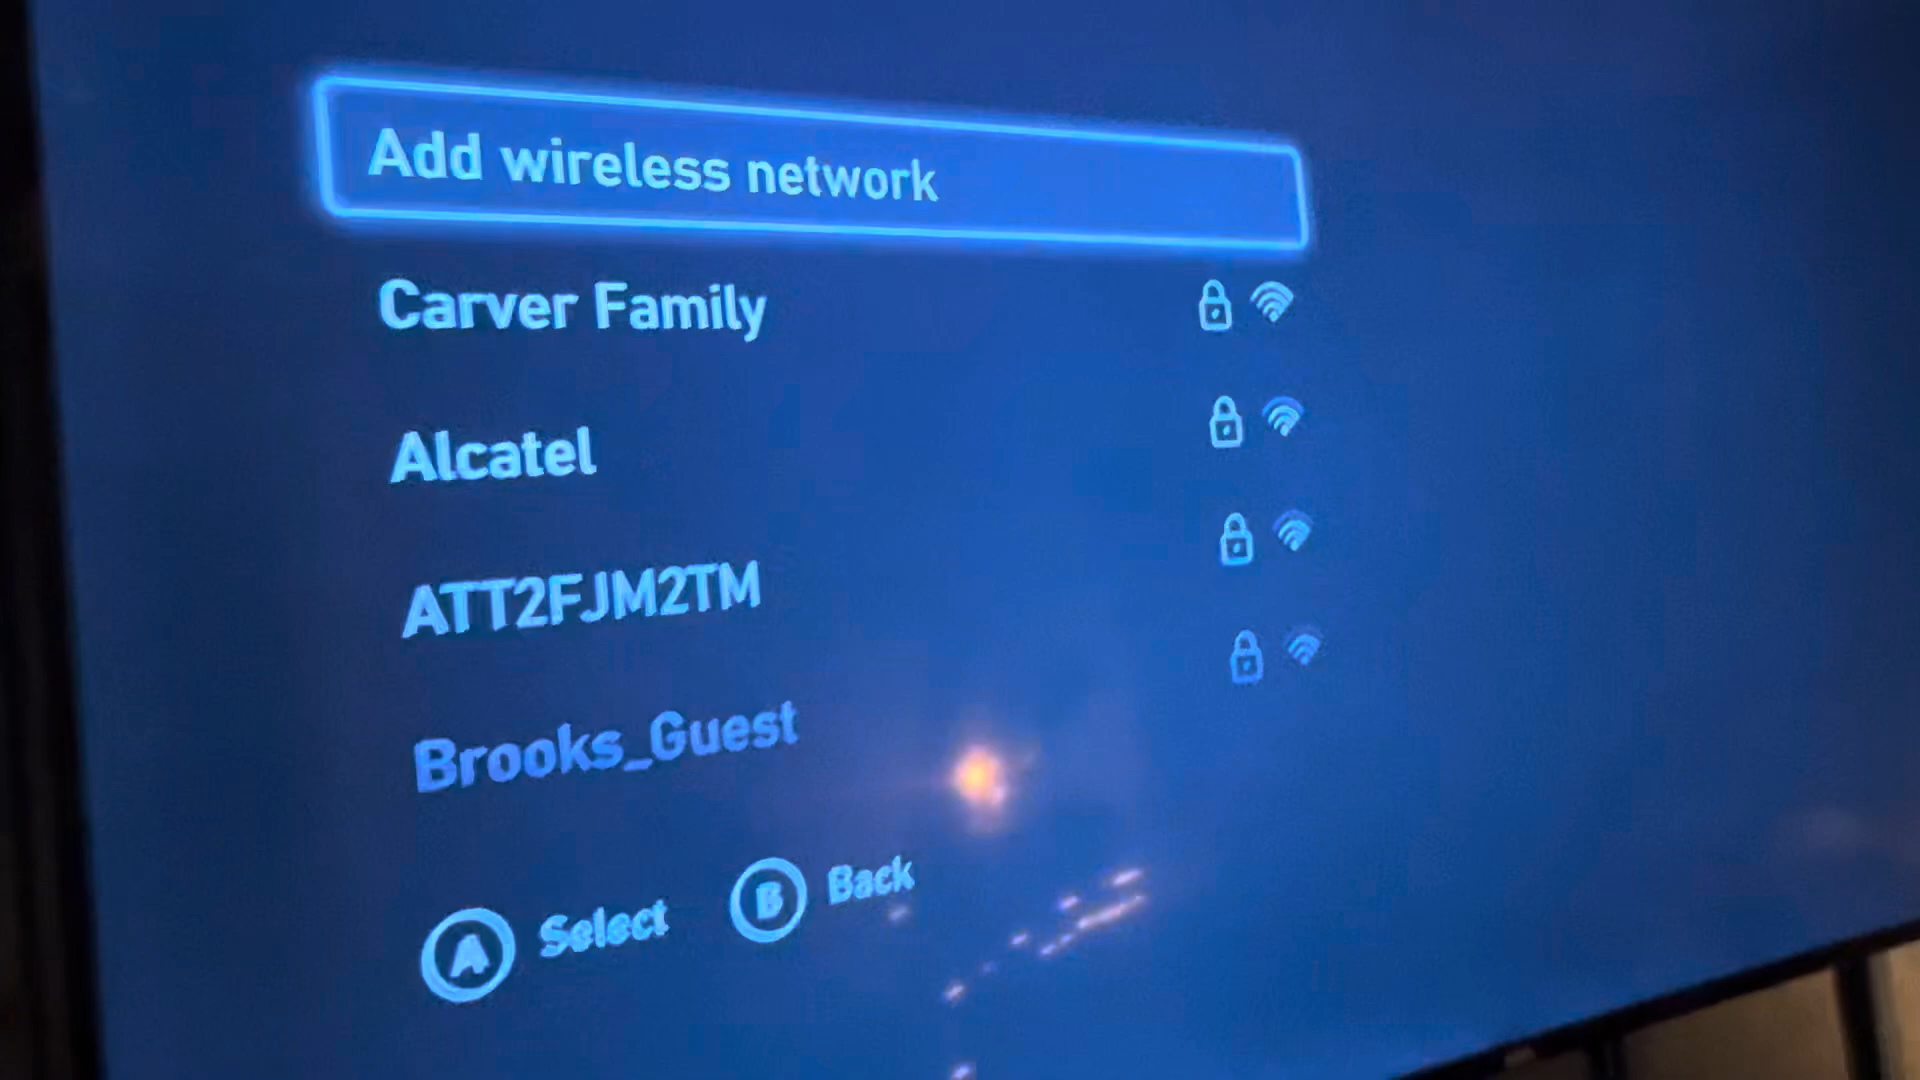 Add wireless network
Carver Family
Alcatel
ATT2FJM2TM
Brooks_Guest
A Select B Back